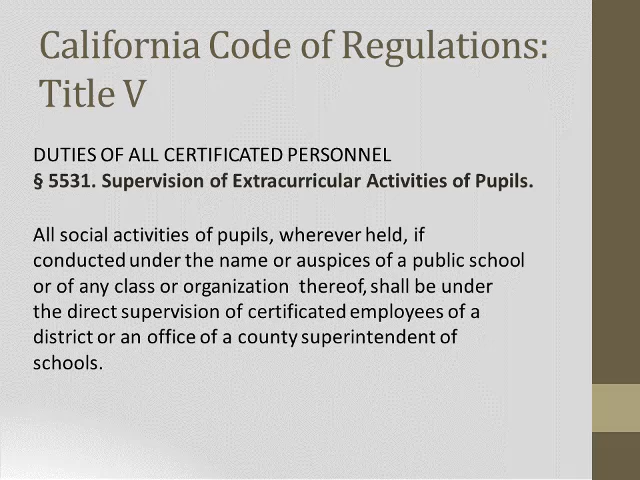 California Code of Regulations:
Title V
DUTIES OF ALL CERTIFICATED PERSONNEL
§ 5531. Supervision of Extracurricular Activities of Pupils.
All social activities of pupils, wherever held, if
conducted under the name or auspices of a public school
or of any class or organization thereof, shall be under
the direct supervision of certificated employees of a
district or an office of a county superintendent of
schools.